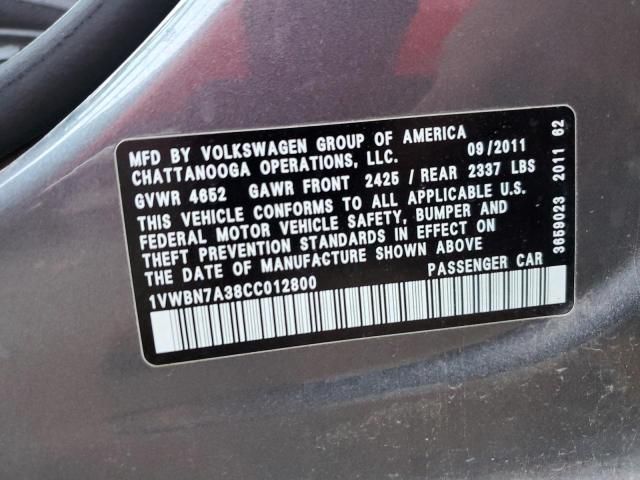 MFD BY VOLKSWAGEN GROUP OF AMERICA
CHATTANOOGA OPERATIONS, LLC. 09/2011
GVWR 4652 GAWR FRONT 2425 / REAR 2337 LBS
THIS VEHICLE CONFORMS TO ALL APPLICABLE U.S.
FEDERAL MOTOR VEHICLE SAFETY, BUMPER AND
THEFT PREVENTION STANDARDS IN EFFECT ON
THE DATE OF MANUFACTURE SHOWN ABOVE
1VWBN7A38CC012800 PASSENGER CAR
3659023 2011 62